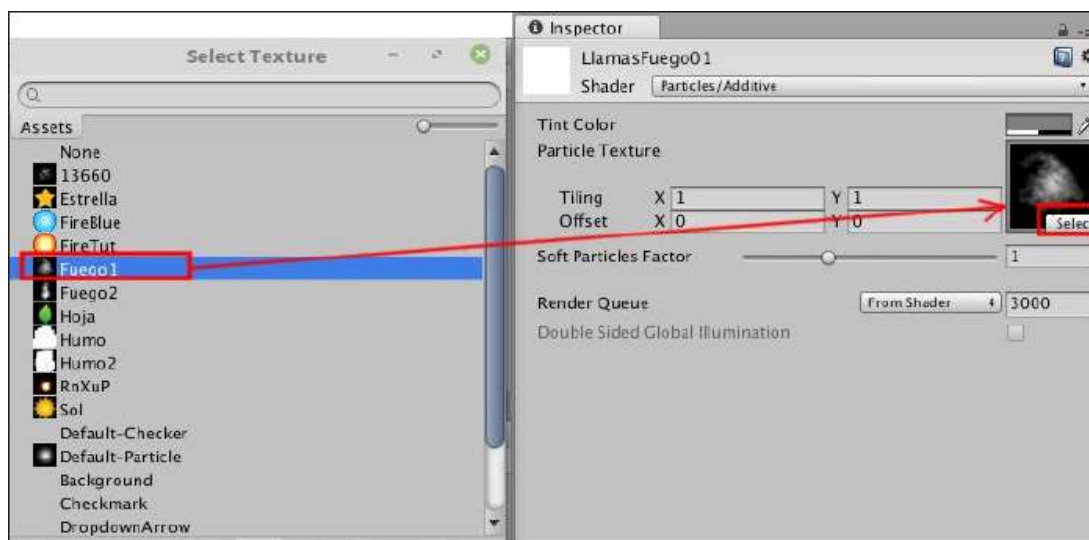 Select Texture
Assets
None
13660
Estrella
FireBlue
FireTut
Fuego1
Fuego2
Hoja
Humo
Humo2
RnXuP
Sol
Default-Checker
Default-Particle
Background
Checkmark
DropdownArrow
Inspector
LlamasFuego01
Shader Particles/Additive
Tint Color
Particle Texture
Tiling X 1 Y 1
Offset X 0 Y 0
Selec
Soft Particles Factor 1
Render Queue From Shader 3000
Double Sided Global Illumination